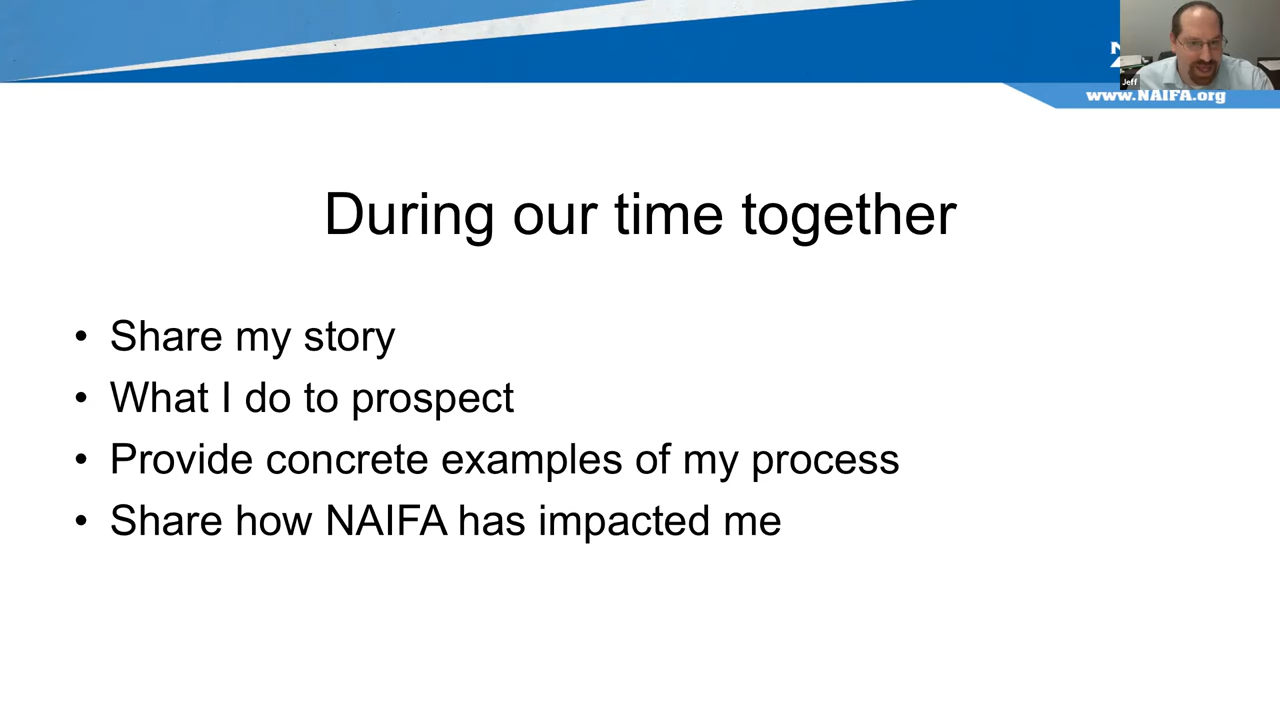 Jeff
www.NAIFA.org
During our time together
• Share my story
• What I do to prospect
• Provide concrete examples of my process
• Share how NAIFA has impacted me